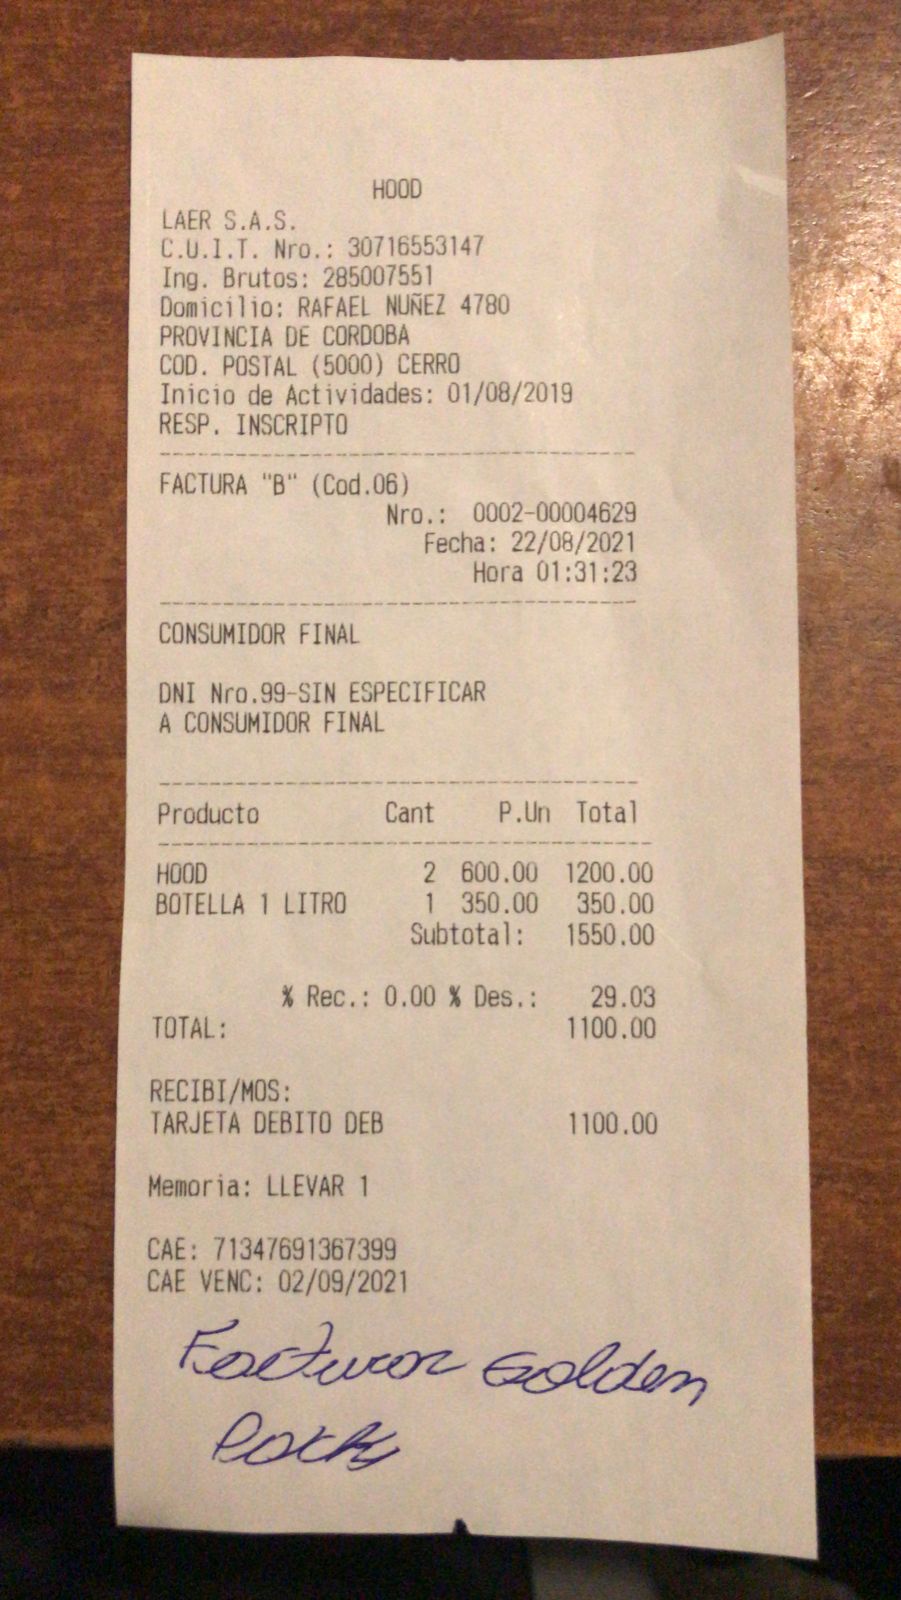 HOOD
LAER S.A.S.
C.U.I.T. Nro.: 30716553147
Ing. Brutos: 285007551
Domicilio: RAFAEL NUÑEZ 4780
PROVINCIA DE CORDOBA
COD. POSTAL (5000) CERRO
Inicio de Actividades: 01/08/2019
RESP. INSCRIPTO
FACTURA "B" (Cod.06)
Nro.: 0002-00004629
Fecha: 22/08/2021
Hora 01:31:23
CONSUMIDOR FINAL
DNI Nro.99-SIN ESPECIFICAR
A CONSUMIDOR FINAL
Producto Cant P.Un Total
HOOD 2 600.00 1200.00
BOTELLA 1 LITRO 1 350.00 350.00
Subtotal: 1550.00
% Rec.: 0.00 % Des.: 29.03
TOTAL: 1100.00
RECIBI/MOS:
TARJETA DEBITO DEB 1100.00
Memoria: LLEVAR 1
CAE: 71347691367399
CAE VENC: 02/09/2021
Facturar Golden